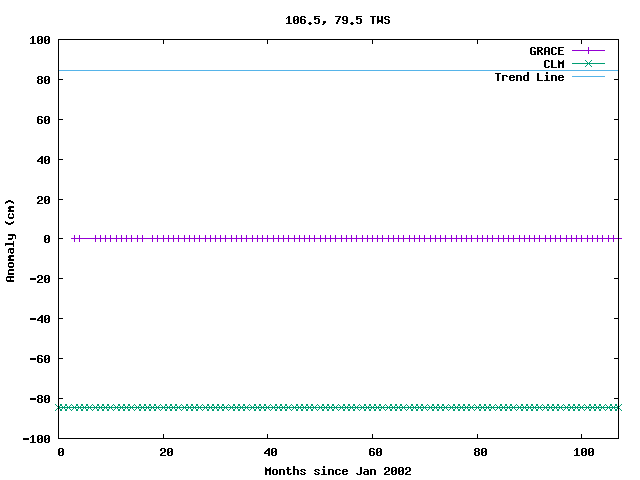 106.5, 79.5 TWS
GRACE
CLM
Trend Line
100
80
60
40
20
0
-20
-40
-60
-80
-100
Anomaly (cm)
0 20 40 60 80 100
Months since Jan 2002